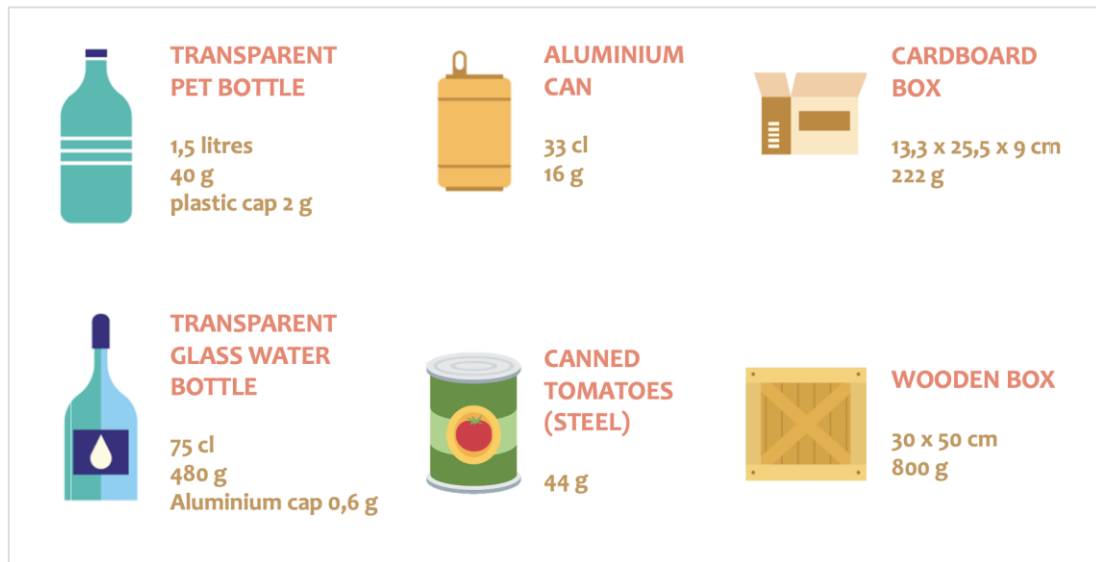 TRANSPARENT
PET BOTTLE
1,5 litres
40 g
plastic cap 2 g
ALUMINIUM
CAN
33 cl
16 g
CARDBOARD
BOX
13,3 x 25,5 x 9 cm
222 g
TRANSPARENT
GLASS WATER
BOTTLE
75 cl
480 g
Aluminium cap 0,6 g
CANNED
TOMATOES
(STEEL)
44 g
WOODEN BOX
30 x 50 cm
800 g